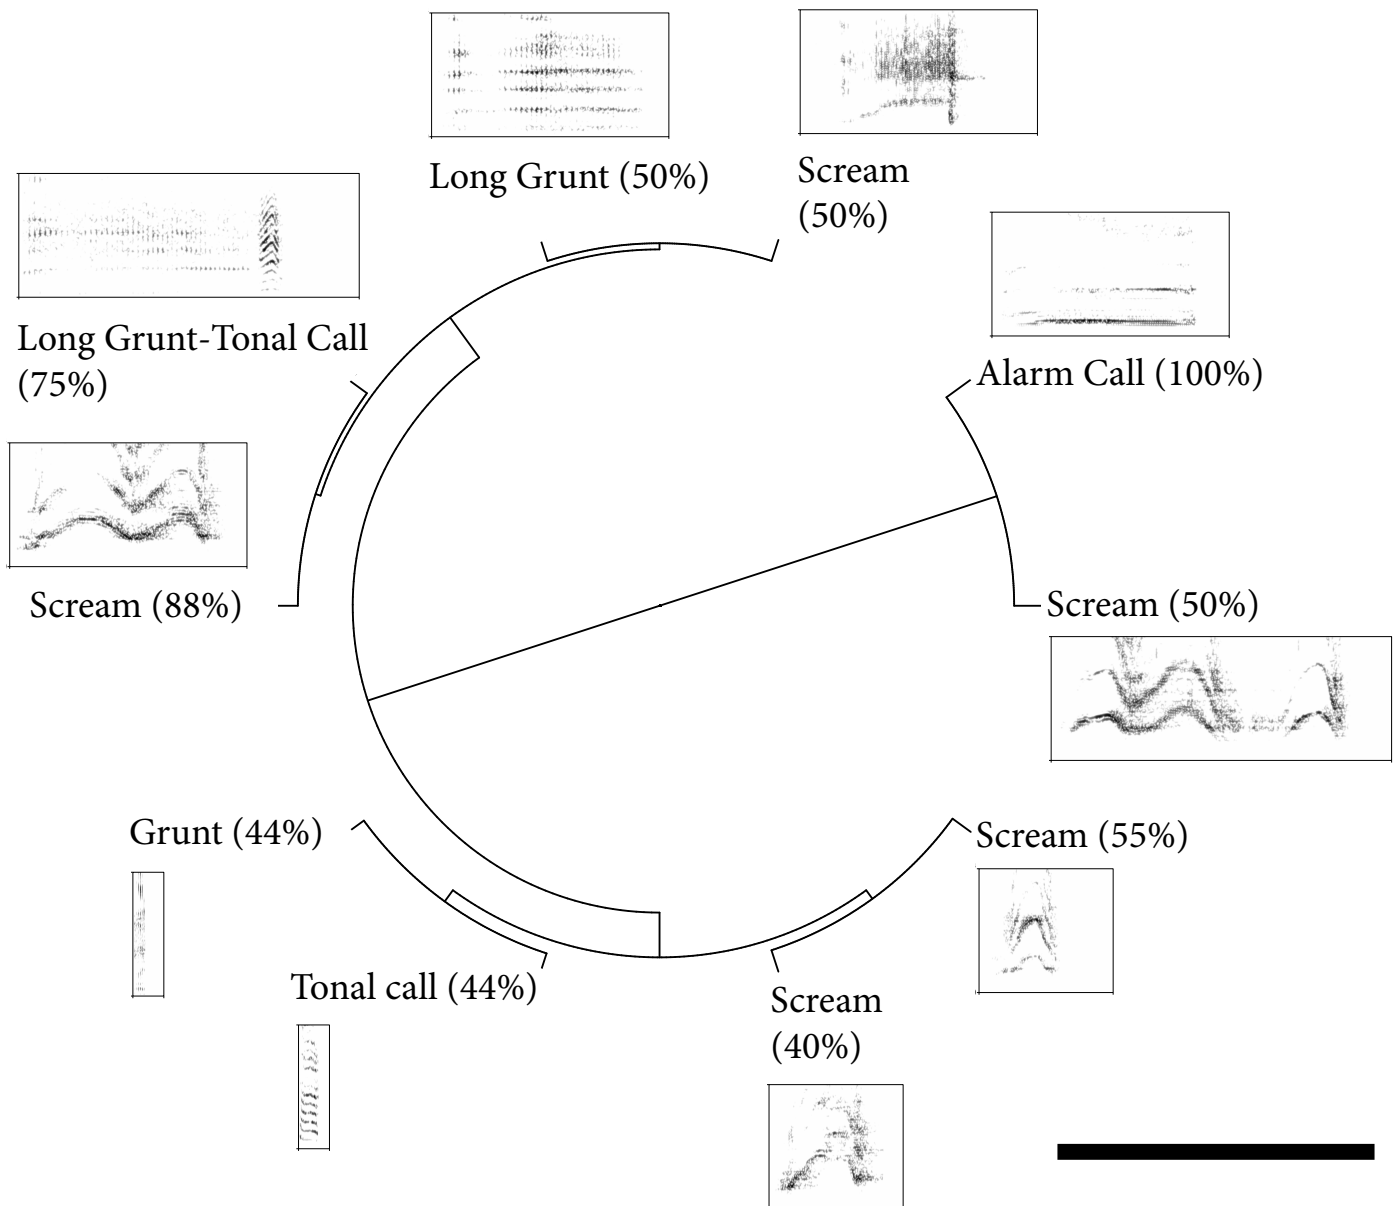 Long Grunt (50%)
Scream
(50%)
Long Grunt-Tonal Call
(75%)
Alarm Call (100%)
Scream (88%)
Scream (50%)
Grunt (44%)
Scream (55%)
Tonal call (44%)
Scream
(40%)